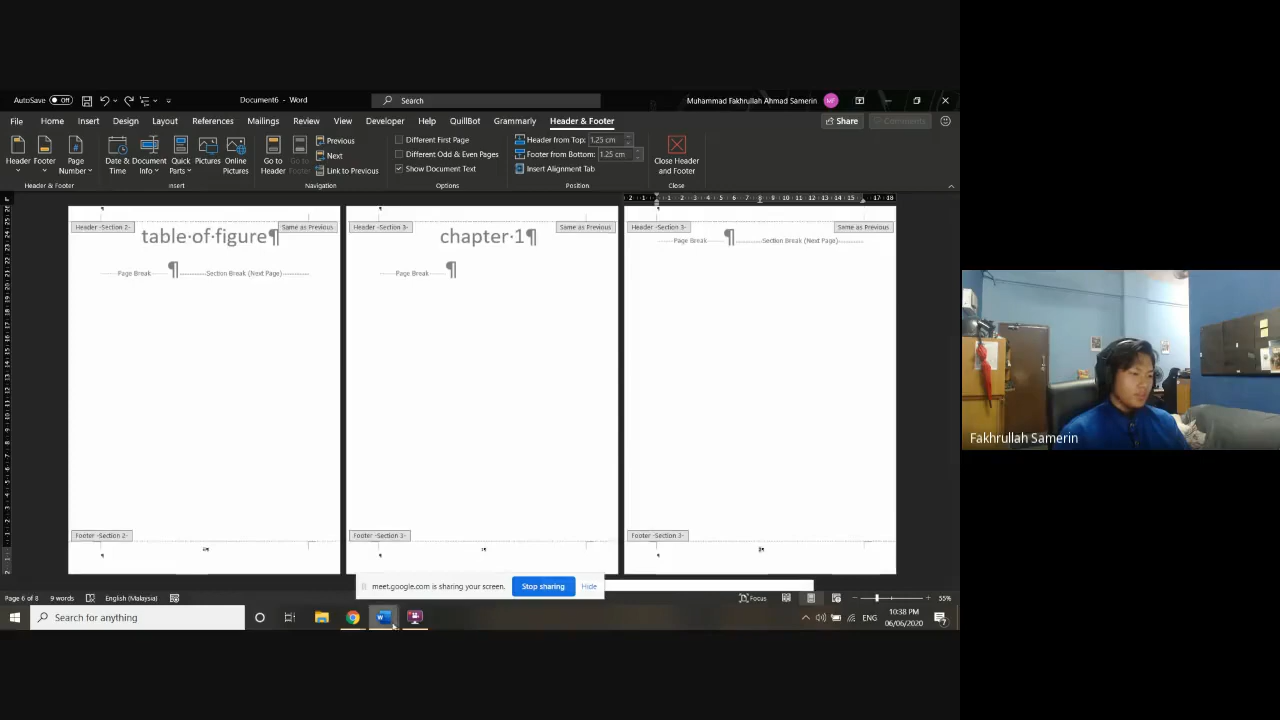 AutoSave Off Document6 - Word Search Muhammad Fakhrullah Ahmad Samerin MF
File Home Insert Design Layout References Mailings Review View Developer Help QuillBot Grammarly Header & Footer Share Comments
Header Footer Page Number Date & Time Document Info Quick Parts Pictures Online Pictures Go to Header Go to Footer
Previous
Next
Link to Previous
Different First Page
Different Odd & Even Pages
Show Document Text
Header from Top: 1.25 cm
Footer from Bottom: 1.25 cm
Insert Alignment Tab
Close Header and Footer
Header & Footer Insert Navigation Options Position Close
Header -Section 2- Same as Previous
table·of·figure¶
Page Break ¶ Section Break (Next Page)
Footer -Section 2-
Header -Section 3- Same as Previous
chapter·1¶
Page Break ¶
Footer -Section 3-
Header -Section 3- Same as Previous
Page Break ¶ Section Break (Next Page)
Footer -Section 3-
Fakhrullah Samerin
meet.google.com is sharing your screen. Stop sharing Hide
Page 6 of 8 9 words English (Malaysia) Focus 55%
Search for anything ENG 10:38 PM
06/06/2020